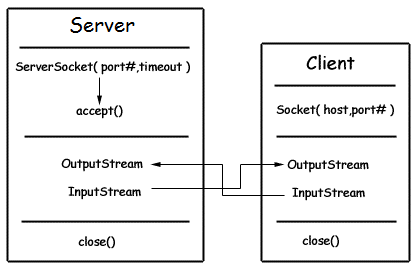 Server
ServerSocket( port#,timeout )
accept()
OutputStream
InputStream
close()
Client
Socket( host,port# )
OutputStream
InputStream
close()